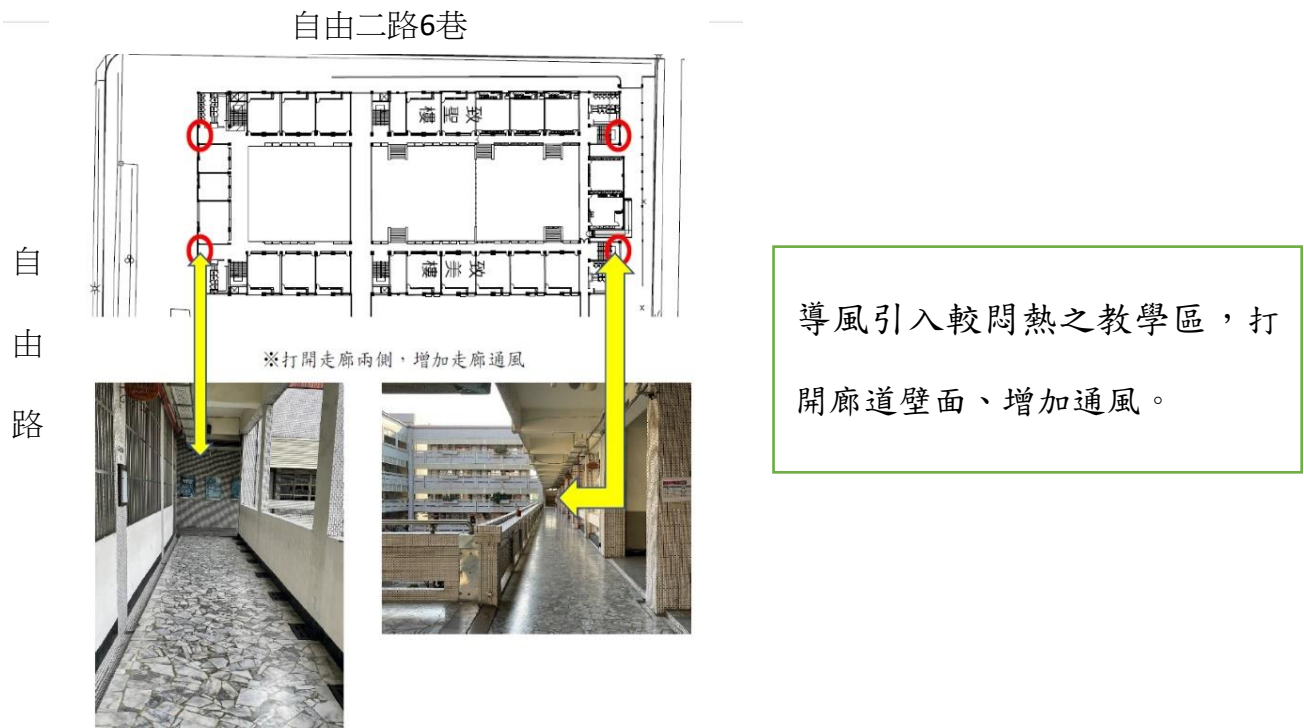 自由二路6巷
致聖樓
自由路
致美樓
※打開走廊兩側，增加走廊通風
導風引入較悶熱之教學區，打
開廊道壁面、增加通風。